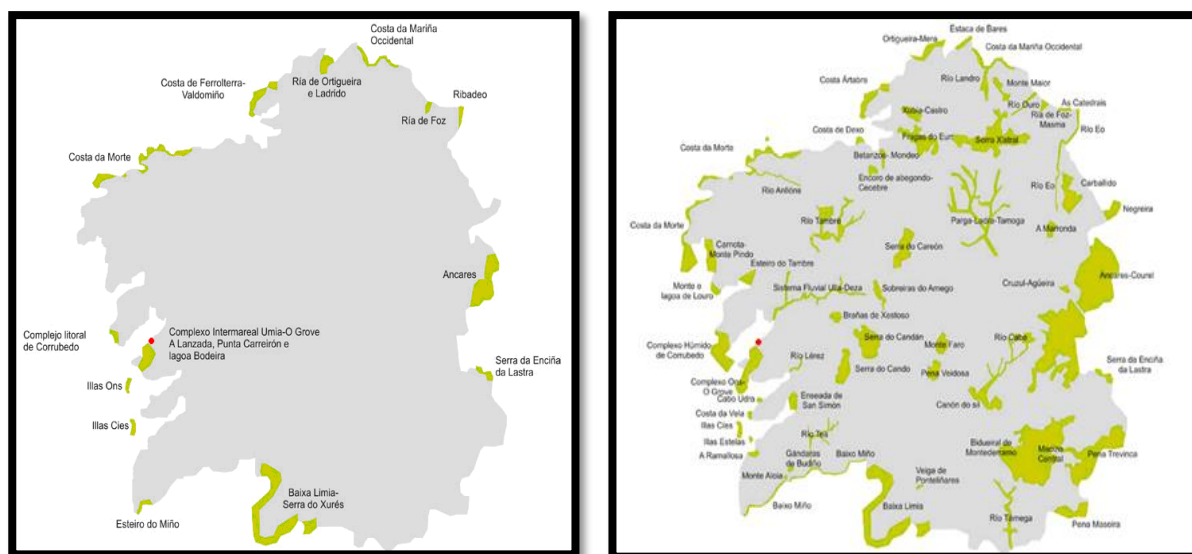 Costa da Mariña
Occidental
Costa de Ferrolterra-
Valdomiño
Ría de Ortigueira
e Ladrido
Ribadeo
Ría de Foz
Costa da Morte
Ancares
Complejo litoral
de Corrubedo
Complexo Intermareal Umia-O Grove
A Lanzada, Punta Carreirón e
lagoa Bodeira
Illas Ons
Serra da Enciña
da Lastra
Illas Cies
Baixa Limia-
Serra do Xurés
Esteiro do Miño
Estaca de Bares
Ortigueira-Mera
Costa da Mariña Occidental
Costa Ártabra
Río Landro
Monte Maior
Xubia-Castro
Río Ouro
As Catedrais
Ría de Foz-
Masma
Costa de Dexo
Fragas do Eum
Serra Xistral
Río Eo
Costa da Morte
Betanzos- Mondeo
Encoro de abegondo-
Cecebre
Río Anllóns
Río Eo
Carballido
Negreira
Río Tambre
Parga-Ladra-Tamoga
A Marronda
Costa da Morte
Carnota-
Monte Pindo
Serra do Careón
Esteiro do Tambre
Ancares-Courel
Monte e
lagoa de Louro
Sistema Fluvial Ulla-Deza
Sobreiras do Arnego
Cruzul-Agüeira
Brañas de Xestoso
Complexo Húmido
de Corrubedo
Serra do Candán
Monte Faro
Río Cabe
Río Lérez
Serra do Cando
Pena Veidosa
Serra da Enciña
da Lastra
Complexo Ons-
O Grove
Cabo Udra
Enseada de
San Simón
Canón do sil
Costa da Vela
Illas Cies
Illas Estelas
A Ramallosa
Río Tea
Gándaras
de Budiño
Baixo Miño
Bidueiral de
Montederramo
Macizo
Central
Pena Trevinca
Monte Aloia
Veiga de
Ponteliñares
Baixo Miño
Baixa Limia
Río Támega
Pena Maseira